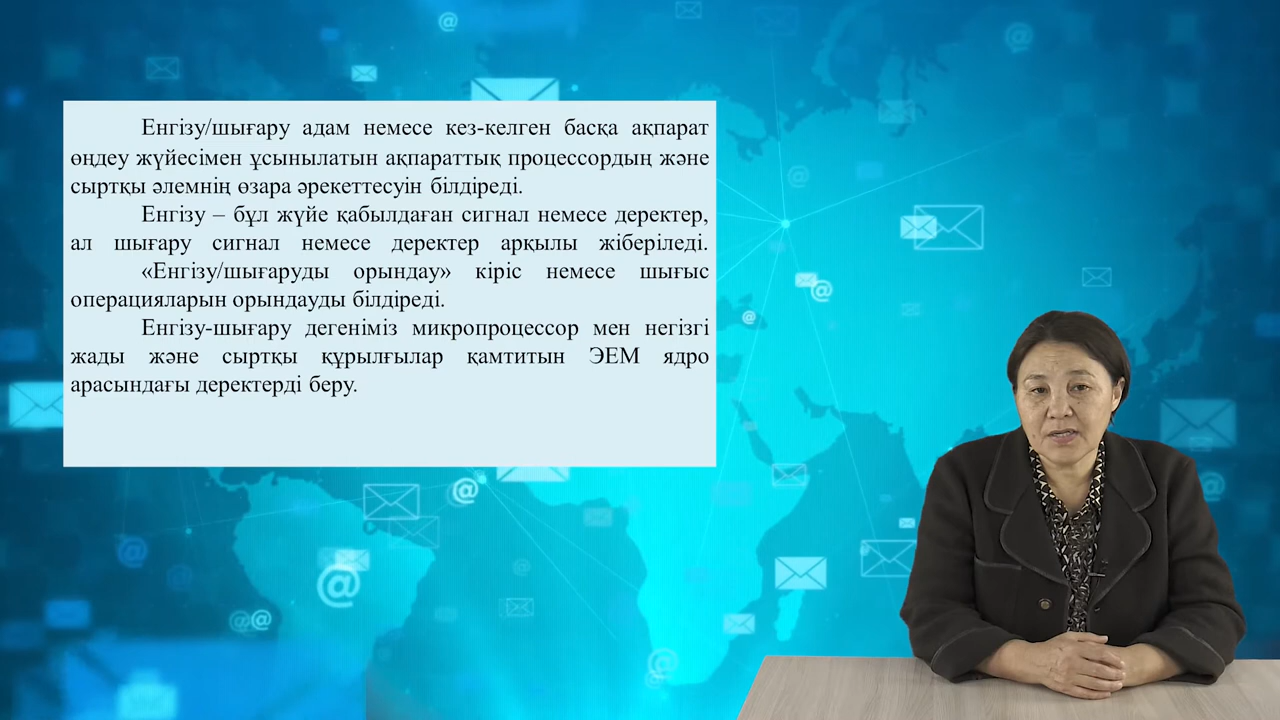 Енгізу/шығару адам немесе кез-келген басқа ақпарат
өңдеу жүйесімен ұсынылатын ақпараттық процессордың және
сыртқы әлемнің өзара әрекеттесуін білдіреді.
Енгізу – бұл жүйе қабылдаған сигнал немесе деректер,
ал шығару сигнал немесе деректер арқылы жіберіледі.
«Енгізу/шығаруды орындау» кіріс немесе шығыс
операцияларын орындауды білдіреді.
Енгізу-шығару дегеніміз микропроцессор мен негізгі
жады және сыртқы құрылғылар қамтитын ЭЕМ ядро
арасындағы деректерді беру.